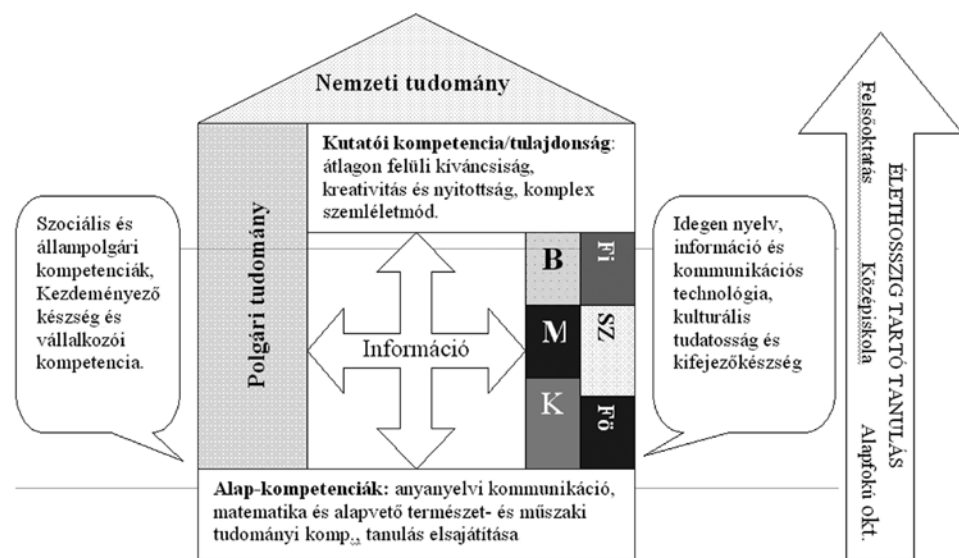 Nemzeti tudomány
Kutatói kompetencia/tulajdonság:
átlagon felüli kíváncsiság,
kreativitás és nyitottság, komplex
szemléletmód.
Polgári tudomány
Szociális és
állampolgári
kompetenciák,
Kezdeményező
készség és
vállalkozói
kompetencia.
Információ
B
Fi
M
SZ
K
Fö
Idegen nyelv,
információ és
kommunikációs
technológia,
kulturális
tudatosság és
kifejezőkészség
Alap-kompetenciák: anyanyelvi kommunikáció,
matematika és alapvető természet- és műszaki
tudományi komp., tanulás elsajátítása
Felsőoktatás
Középiskola
Alapfokú okt.
ÉLETHOSSZIG TARTÓ TANULÁS